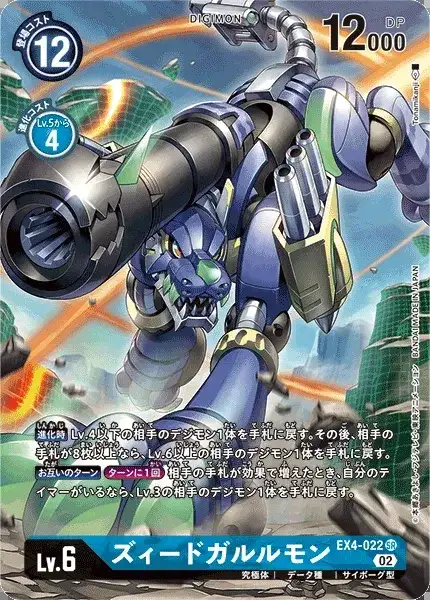 登場コスト
12
DIGIMON
DP
12000
進化コスト
Lv.5から
4
Tonamikanji
BANDAI MADE IN JAPAN
進化時 Lv.4以下の相手のデジモン1体を手札に戻す。その後、相手の
手札が8枚以上なら、Lv.6以上の相手のデジモン1体を手札に戻す。
お互いのターン ターンに1回 相手の手札が効果で増えたとき、自分のテ
イマーがいるなら、Lv.3の相手のデジモン1体を手札に戻す。
Lv.6
ズィードガルルモン
EX4-022 SR
02
究極体 | データ種 | サイボーグ型